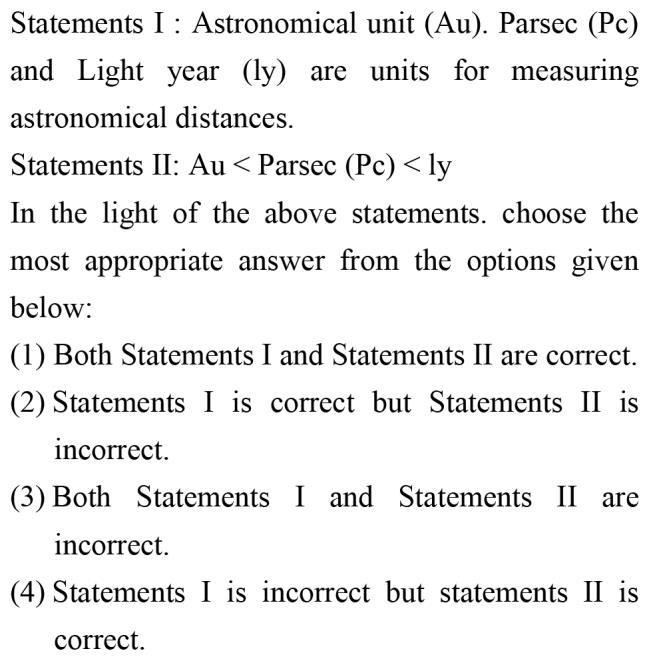 Statements I : Astronomical unit (Au). Parsec (Pc)
and Light year (ly) are units for measuring
astronomical distances.
Statements II: Au < Parsec (Pc) < ly
In the light of the above statements. choose the
most appropriate answer from the options given
below:
(1) Both Statements I and Statements II are correct.
(2) Statements I is correct but Statements II is
incorrect.
(3) Both Statements I and Statements II are
incorrect.
(4) Statements I is incorrect but statements II is
correct.